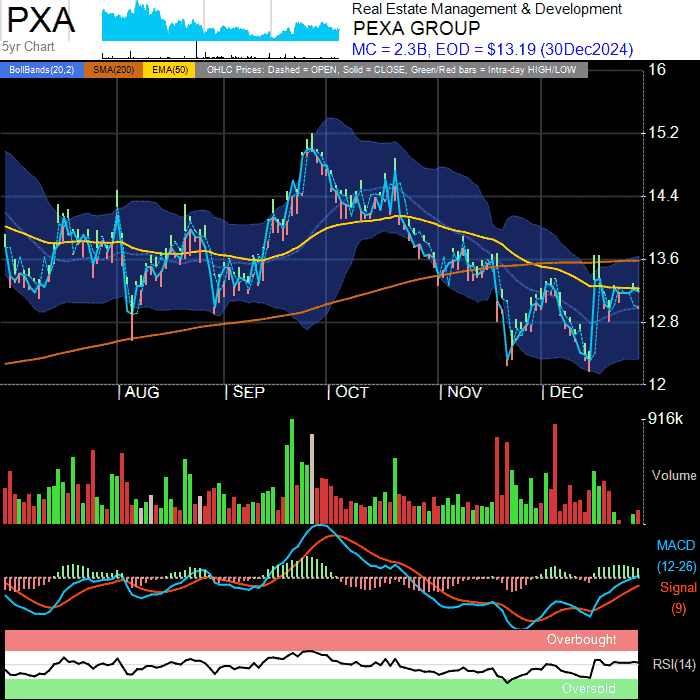 PXA
5yr Chart
Real Estate Management & Development
PEXA GROUP
MC = 2.3B, EOD = $13.19 (30Dec2024)
BollBands(20,2) SMA(200) EMA(50) OHLC Prices: Dashed = OPEN, Solid = CLOSE, Green/Red bars = Intra-day HIGH/LOW
16
15.2
14.4
13.6
12.8
12
| AUG | SEP | OCT | NOV | DEC
916k
Volume
MACD
(12-26)
Signal
(9)
Overbought
RSI(14)
Oversold